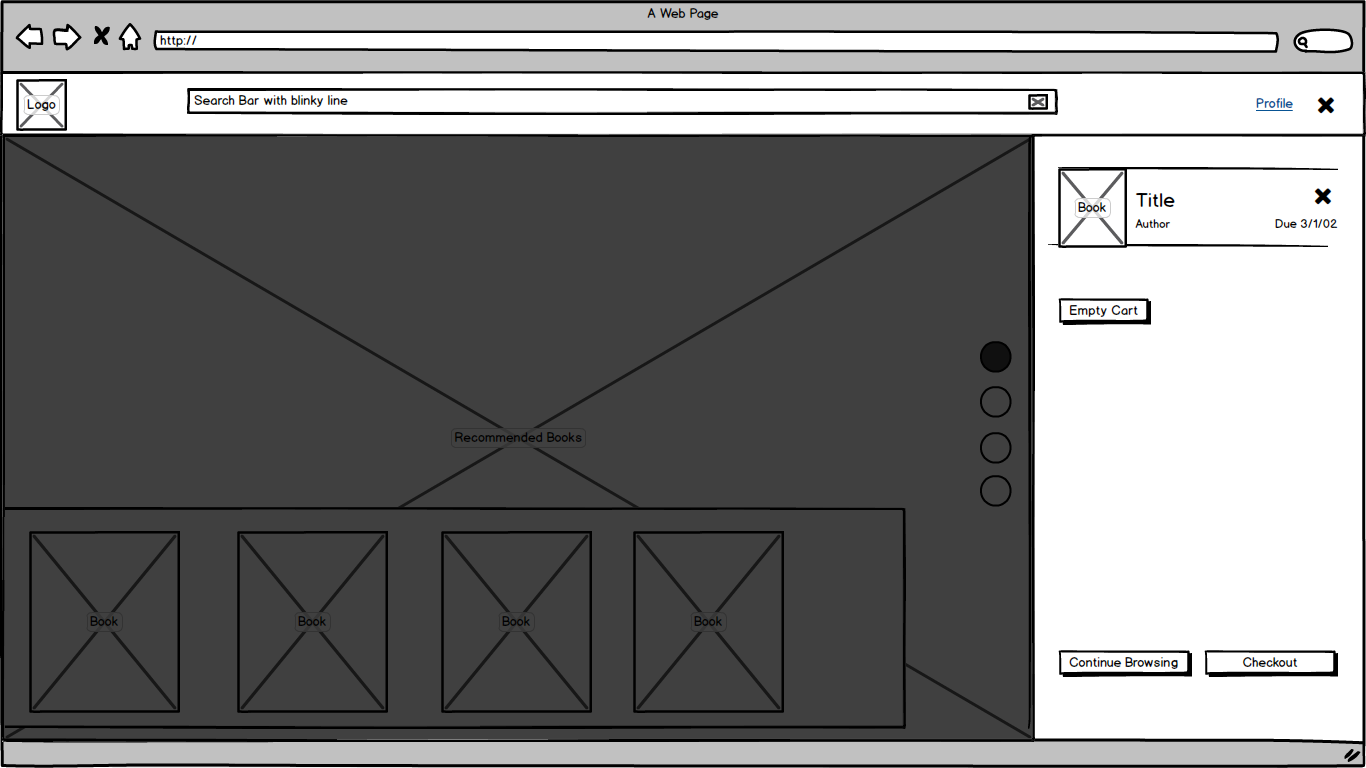 A Web Page
http://
Logo
Search Bar with blinky line
Profile
Book
Title
Author
Due 3/1/02
Empty Cart
Recommended Books
Book
Book
Book
Book
Continue Browsing
Checkout